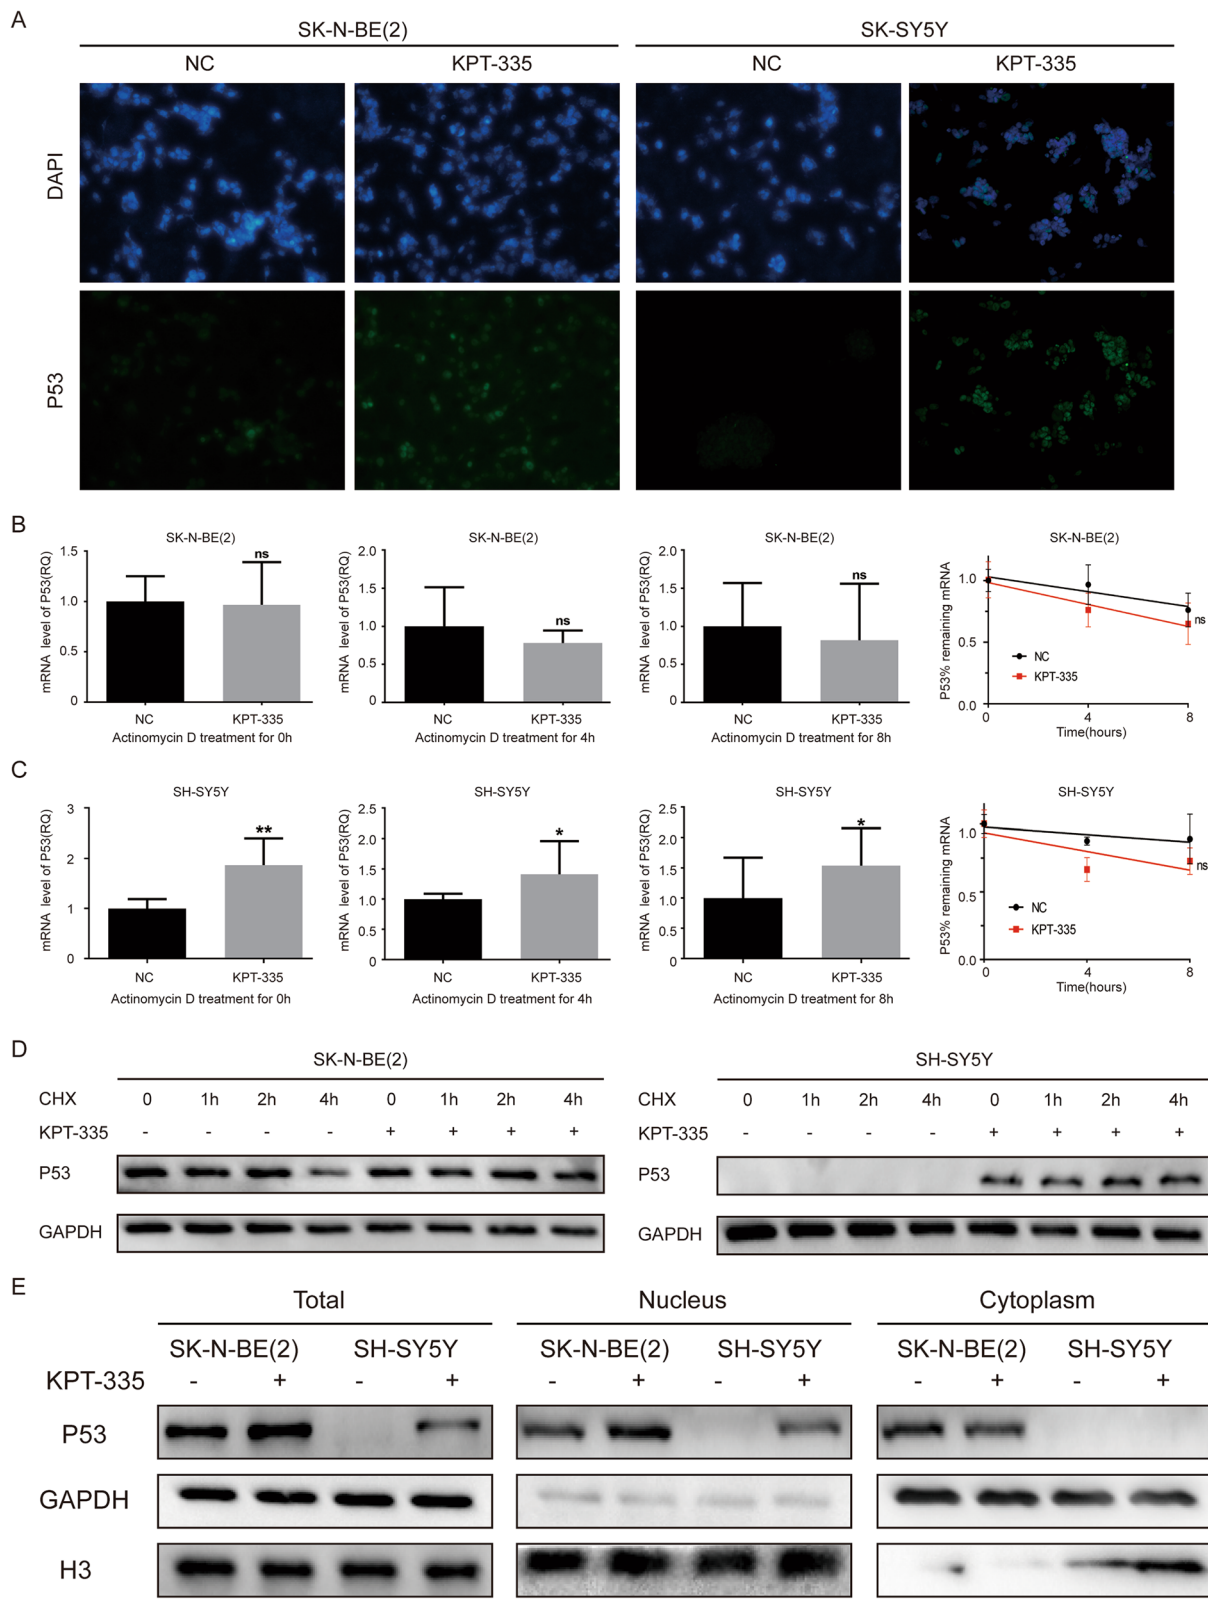 A
SK-N-BE(2) SK-SY5Y
NC KPT-335 NC KPT-335
DAPI
P53
B
SK-N-BE(2) SK-N-BE(2) SK-N-BE(2) SK-N-BE(2)
mRNA level of P53(RQ) 1.5 1.0 0.5 0 ns
NC KPT-335
Actinomycin D treatment for 0h
mRNA level of P53(RQ) 2.0 1.5 1.0 0.5 0 ns
NC KPT-335
Actinomycin D treatment for 4h
mRNA level of P53(RQ) 2.0 1.5 1.0 0.5 0 ns
NC KPT-335
Actinomycin D treatment for 8h
P53% remaining mRNA 1.0 0.5 0.0 ns
NC
KPT-335
0 4 8
Time(hours)
C
SH-SY5Y SH-SY5Y SH-SY5Y SH-SY5Y
mRNA level of P53(RQ) 3 2 1 0 **
NC KPT-335
Actinomycin D treatment for 0h
mRNA level of P53(RQ) 2.5 2.0 1.5 1.0 0.5 0 *
NC KPT-335
Actinomycin D treatment for 4h
mRNA level of P53(RQ) 2.5 2.0 1.5 1.0 0.5 0 *
NC KPT-335
Actinomycin D treatment for 8h
P53% remaining mRNA 1.0 0.5 0.0 ns
NC
KPT-335
0 4 8
Time(hours)
D
SK-N-BE(2)
CHX 0 1h 2h 4h 0 1h 2h 4h
KPT-335 - - - - + + + +
P53
GAPDH
SH-SY5Y
CHX 0 1h 2h 4h 0 1h 2h 4h
KPT-335 - - - - + + + +
P53
GAPDH
E
Total Nucleus Cytoplasm
SK-N-BE(2) SH-SY5Y SK-N-BE(2) SH-SY5Y SK-N-BE(2) SH-SY5Y
KPT-335 - + - + - + - + - + - +
P53
GAPDH
H3